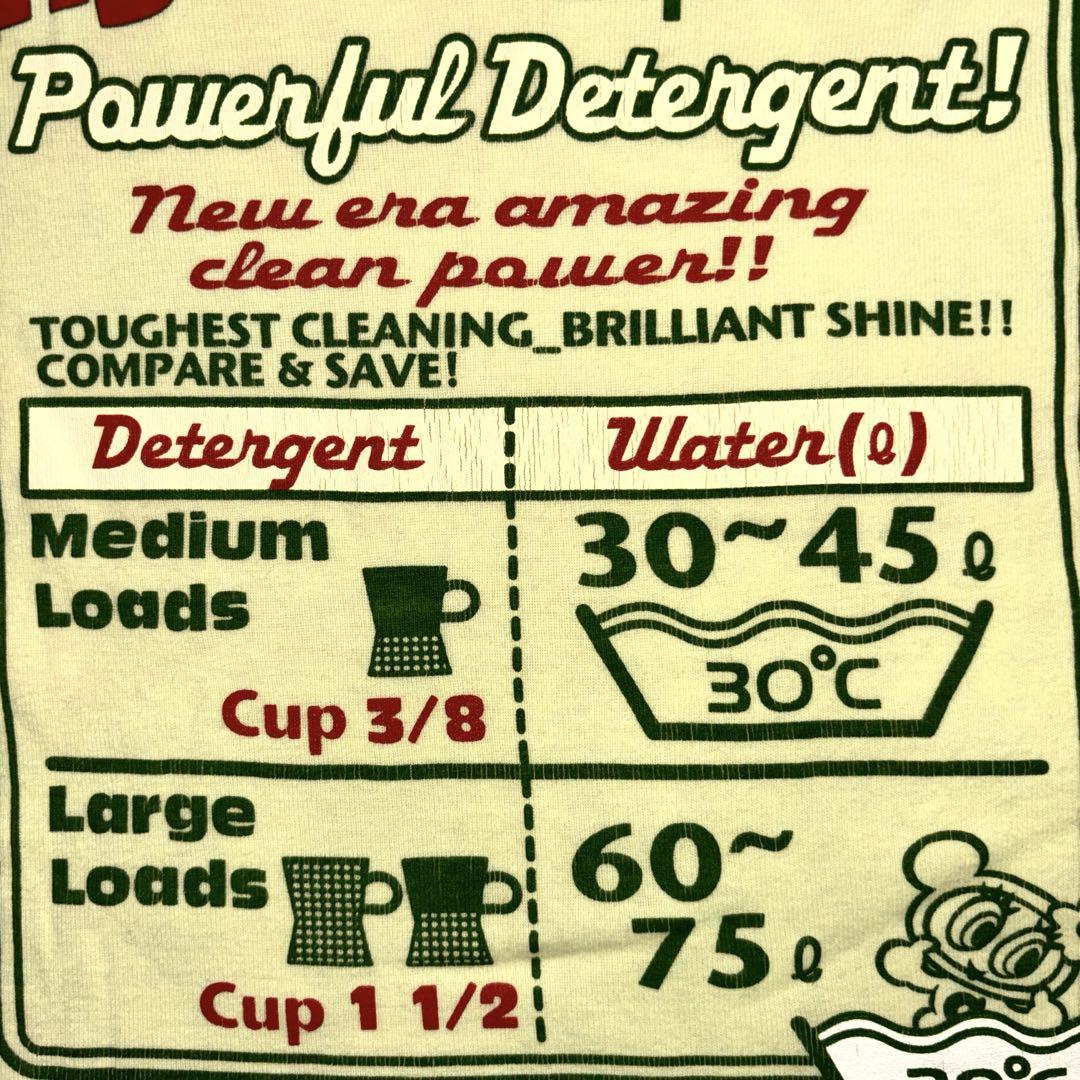 Powerful Detergent!
New era amazing
clean power!!
TOUGHEST CLEANING_BRILLIANT SHINE!!
COMPARE & SAVE!
Detergent Water(ℓ)
Medium
Loads
Cup 3/8
30~45ℓ
30°C
Large
Loads
Cup 1 1/2
60~
75ℓ